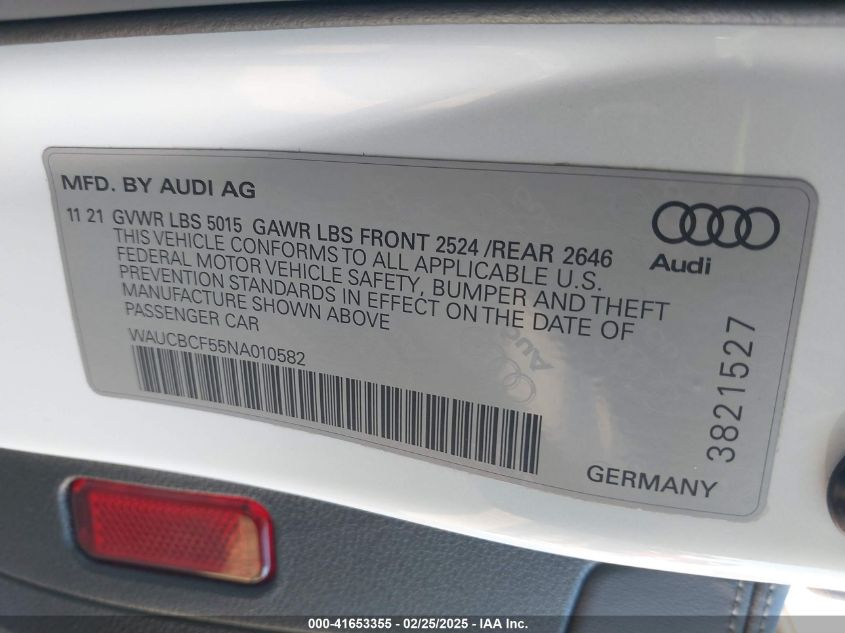 MFD. BY AUDI AG
11 21 GVWR LBS 5015 GAWR LBS FRONT 2524 /REAR 2646
THIS VEHICLE CONFORMS TO ALL APPLICABLE U.S.
FEDERAL MOTOR VEHICLE SAFETY, BUMPER AND THEFT
PREVENTION STANDARDS IN EFFECT ON THE DATE OF
MANUFACTURE SHOWN ABOVE
PASSENGER CAR
WAUCBCF55NA010582
Audi
Audi
3821527
GERMANY
000-41653355 - 02/25/2025 - IAA Inc.